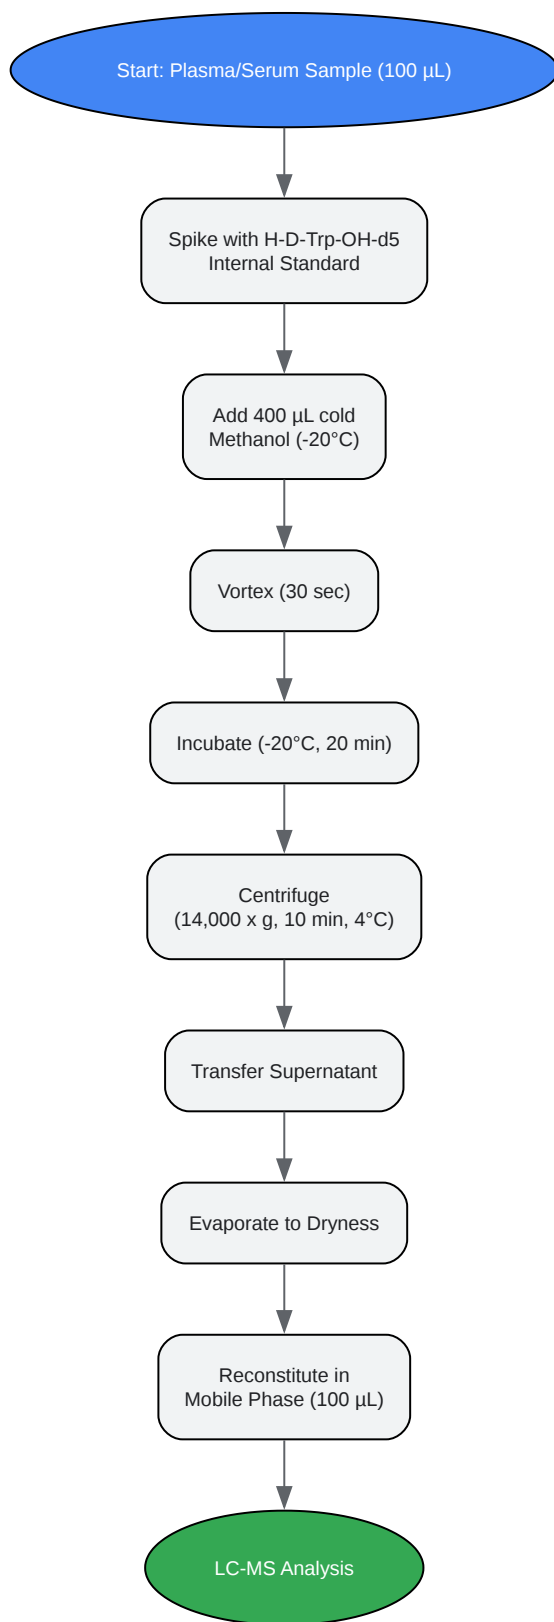 Start: Plasma/Serum Sample (100 µL)
Spike with H-D-Trp-OH-d5
Internal Standard
Add 400 µL cold
Methanol (-20°C)
Vortex (30 sec)
Incubate (-20°C, 20 min)
Centrifuge
(14,000 x g, 10 min, 4°C)
Transfer Supernatant
Evaporate to Dryness
Reconstitute in
Mobile Phase (100 µL)
LC-MS Analysis